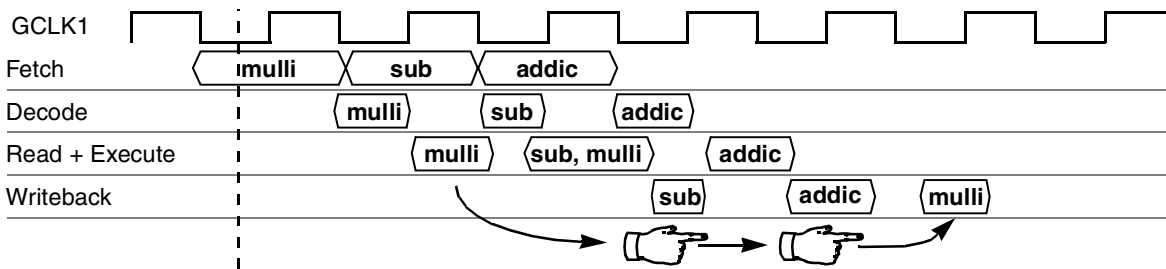 GCLK1
Fetch mulli sub addic
Decode mulli sub addic
Read + Execute mulli sub, mulli addic
Writeback sub addic mulli